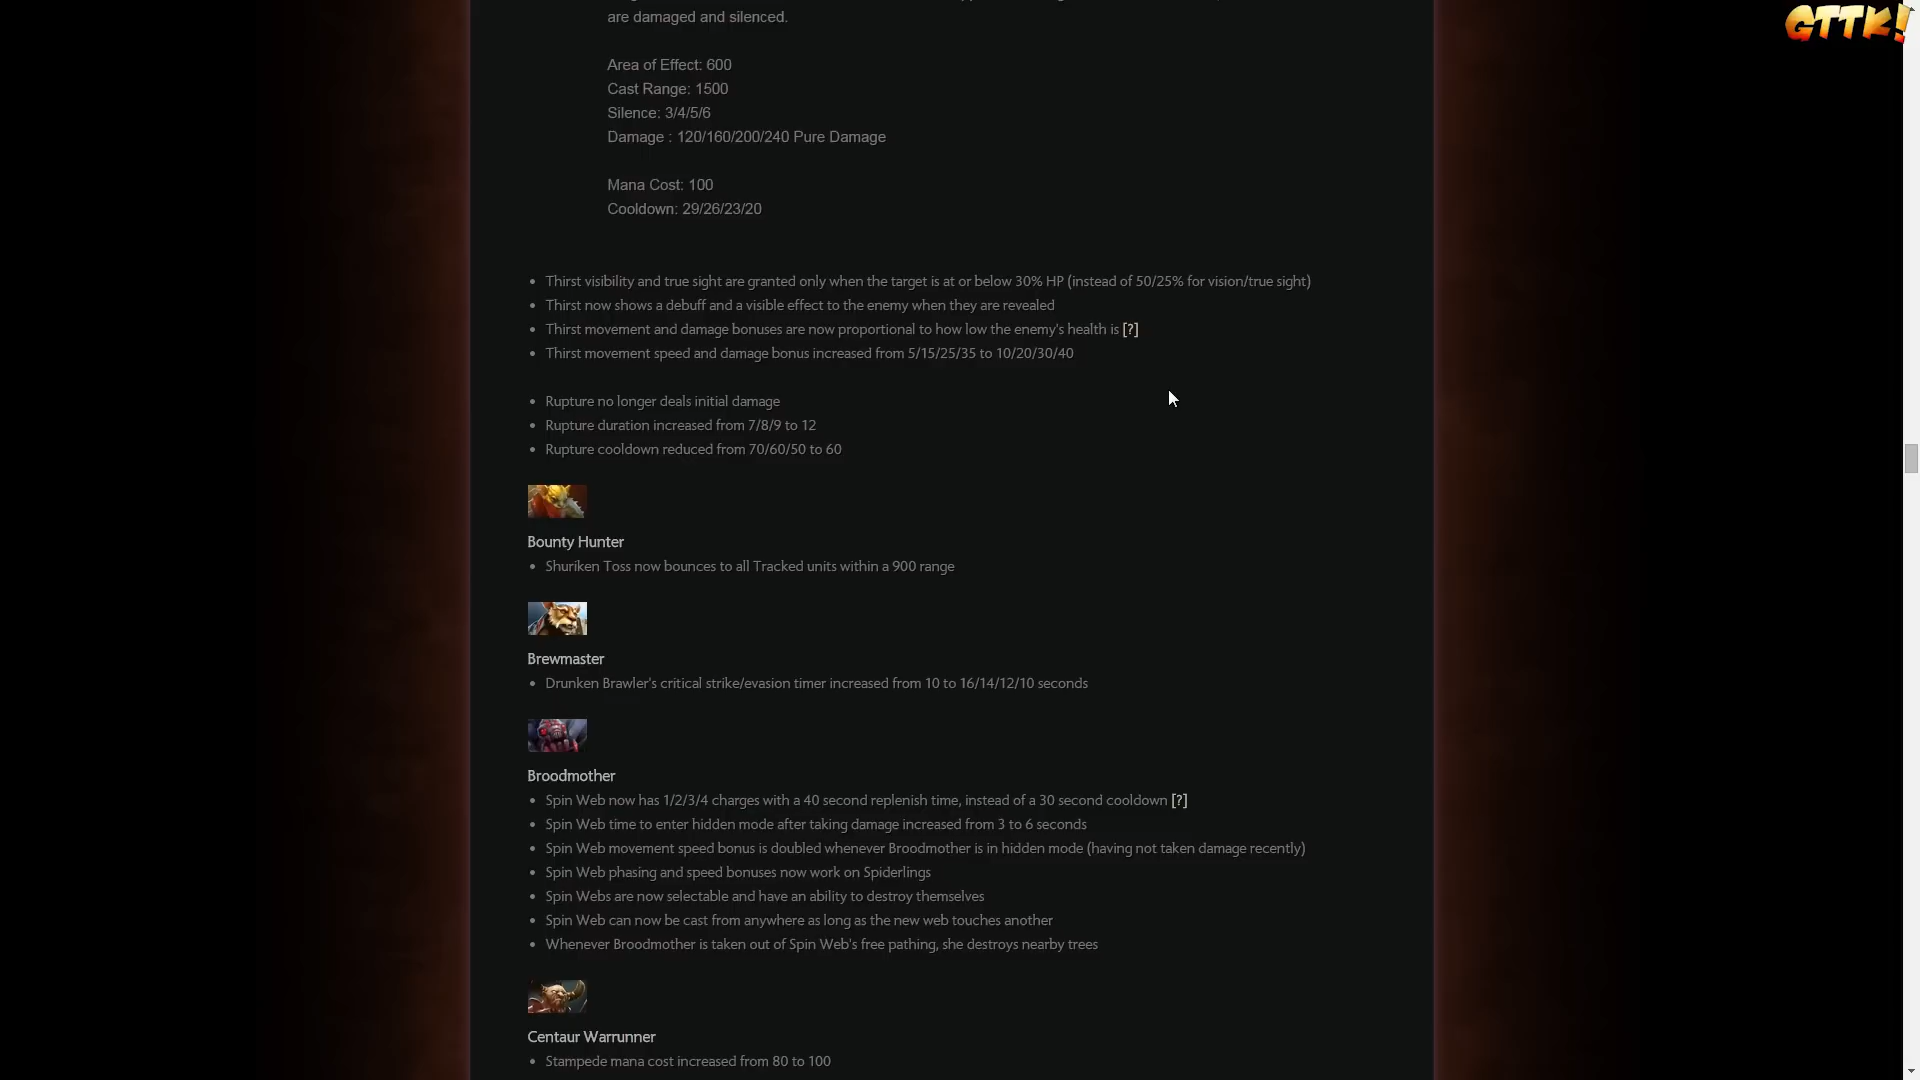 are damaged and silenced.
GTTK!
Area of Effect: 600
Cast Range: 1500
Silence: 3/4/5/6
Damage : 120/160/200/240 Pure Damage
Mana Cost: 100
Cooldown: 29/26/23/20
• Thirst visibility and true sight are granted only when the target is at or below 30% HP (instead of 50/25% for vision/true sight)
• Thirst now shows a debuff and a visible effect to the enemy when they are revealed
• Thirst movement and damage bonuses are now proportional to how low the enemy's health is [?]
• Thirst movement speed and damage bonus increased from 5/15/25/35 to 10/20/30/40
• Rupture no longer deals initial damage
• Rupture duration increased from 7/8/9 to 12
• Rupture cooldown reduced from 70/60/50 to 60
Bounty Hunter
• Shuriken Toss now bounces to all Tracked units within a 900 range
Brewmaster
• Drunken Brawler's critical strike/evasion timer increased from 10 to 16/14/12/10 seconds
Broodmother
• Spin Web now has 1/2/3/4 charges with a 40 second replenish time, instead of a 30 second cooldown [?]
• Spin Web time to enter hidden mode after taking damage increased from 3 to 6 seconds
• Spin Web movement speed bonus is doubled whenever Broodmother is in hidden mode (having not taken damage recently)
• Spin Web phasing and speed bonuses now work on Spiderlings
• Spin Webs are now selectable and have an ability to destroy themselves
• Spin Web can now be cast from anywhere as long as the new web touches another
• Whenever Broodmother is taken out of Spin Web's free pathing, she destroys nearby trees
Centaur Warrunner
• Stampede mana cost increased from 80 to 100